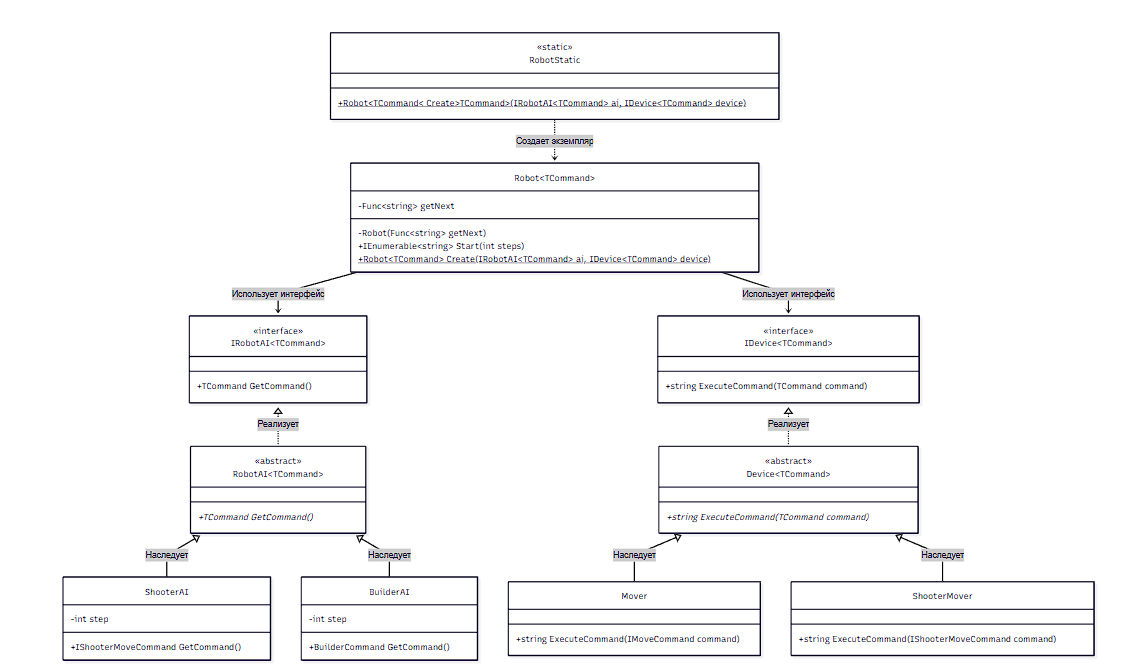 «static»
RobotStatic
+Robot<TCommand< Create>TCommand>(IRobotAI<TCommand> ai, IDevice<TCommand> device)
Создает экземпляр
Robot<TCommand>
-Func<string> getNext
-Robot(Func<string> getNext)
+IEnumerable<string> Start(int steps)
+Robot<TCommand> Create(IRobotAI<TCommand> ai, IDevice<TCommand> device)
Использует интерфейс
Использует интерфейс
«interface»
IRobotAI<TCommand>
+TCommand GetCommand()
«interface»
IDevice<TCommand>
+string ExecuteCommand(TCommand command)
Реализует
Реализует
«abstract»
RobotAI<TCommand>
+TCommand GetCommand()
«abstract»
Device<TCommand>
+string ExecuteCommand(TCommand command)
Наследует
Наследует
Наследует
Наследует
ShooterAI
-int step
+IShooterMoveCommand GetCommand()
BuilderAI
-int step
+BuilderCommand GetCommand()
Mover
+string ExecuteCommand(IMoveCommand command)
ShooterMover
+string ExecuteCommand(IShooterMoveCommand command)